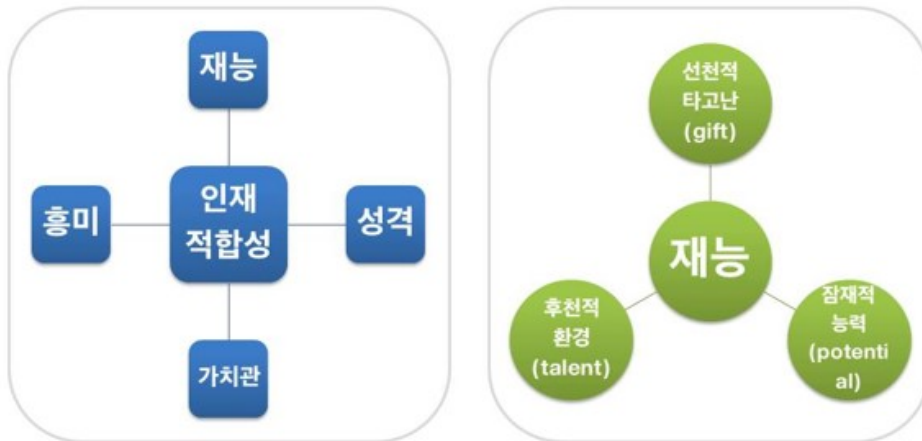 재능
흥미
인재
적합성
성격
가치관
선천적
타고난
(gift)
재능
후천적
환경
(talent)
잠재적
능력
(potenti
al)